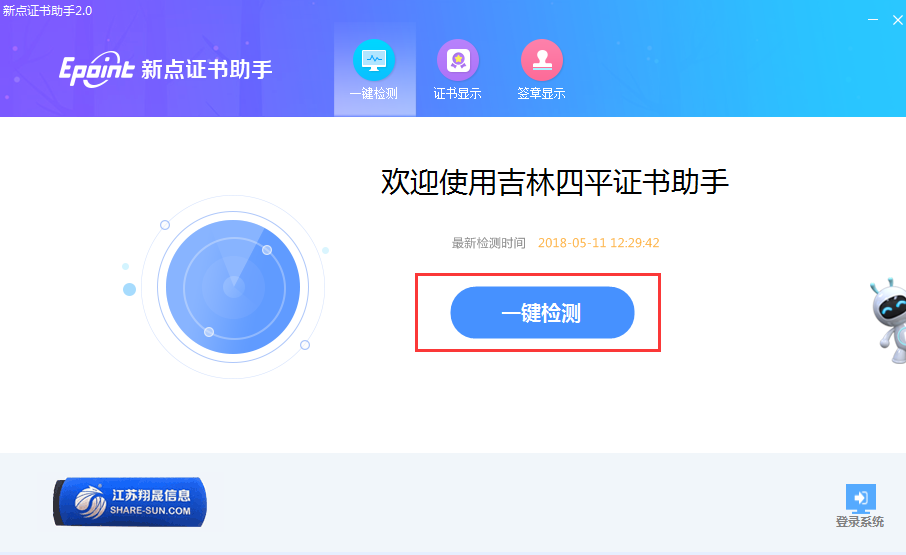 新点证书助手2.0
Epoint 新点证书助手
一键检测
证书显示
签章显示
欢迎使用吉林四平证书助手
最新检测时间 2018-05-11 12:29:42
一键检测
江苏翔晟信息
SHARE-SUN.COM
登录系统